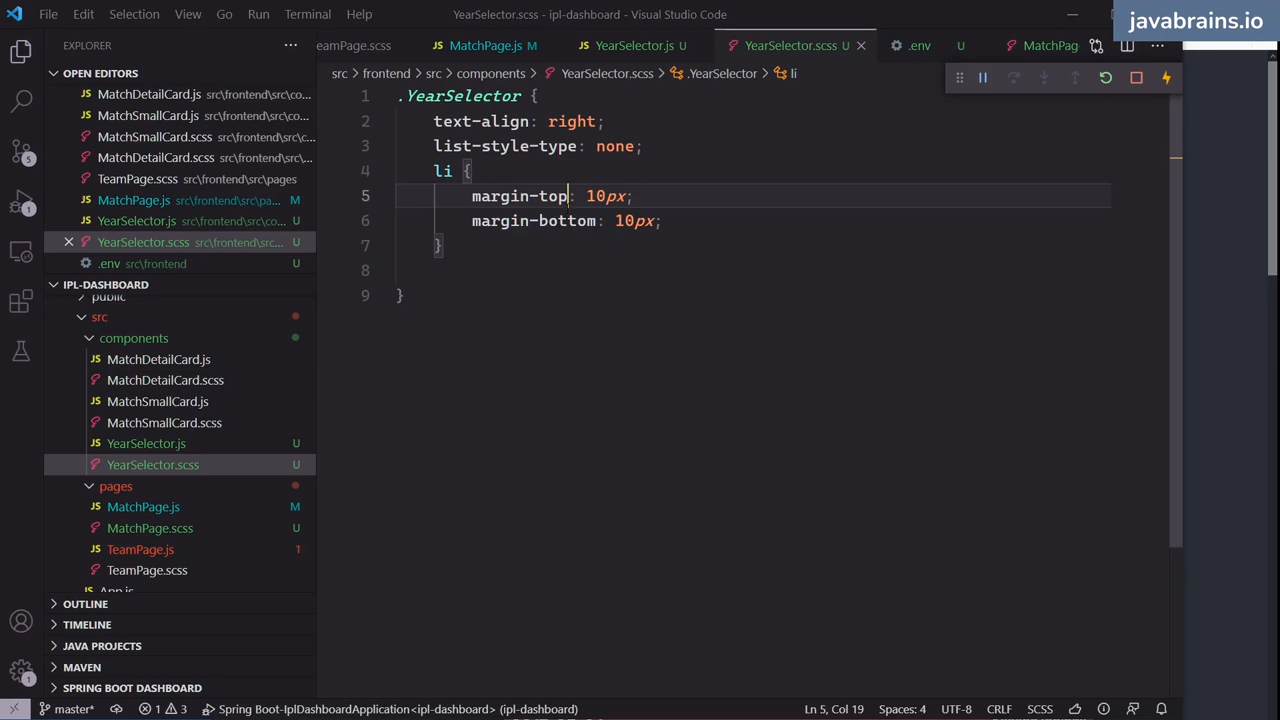 File Edit Selection View Go Run Terminal Help
YearSelector.scss - ipl-dashboard - Visual Studio Code
javabrains.io
EXPLORER
eamPage.scss
MatchPage.js M
YearSelector.js U
YearSelector.scss U
.env U
MatchPag
OPEN EDITORS
src > frontend > src > components > YearSelector.scss > .YearSelector > li
MatchDetailCard.js src\frontend\src\co...
MatchSmallCard.js src\frontend\src\co...
MatchSmallCard.scss src\frontend\src\...
MatchDetailCard.scss src\frontend\src\...
TeamPage.scss src\frontend\src\pages
MatchPage.js src\frontend\src\pa... M
YearSelector.js src\frontend\src\co... U
YearSelector.scss src\frontend\src... U
.env src\frontend U
IPL-DASHBOARD
public
src
components
MatchDetailCard.js
MatchDetailCard.scss
MatchSmallCard.js
MatchSmallCard.scss
YearSelector.js U
YearSelector.scss U
pages
MatchPage.js M
MatchPage.scss U
TeamPage.js 1
TeamPage.scss
App.js
OUTLINE
TIMELINE
JAVA PROJECTS
MAVEN
SPRING BOOT DASHBOARD
5
1
1 .YearSelector {
2 text-align: right;
3 list-style-type: none;
4 li {
5 margin-top: 10px;
6 margin-bottom: 10px;
7 }
8
9 }
master* 1 3 Spring Boot-IplDashboardApplication<ipl-dashboard> (ipl-dashboard) Ln 5, Col 19 Spaces: 4 UTF-8 CRLF SCSS